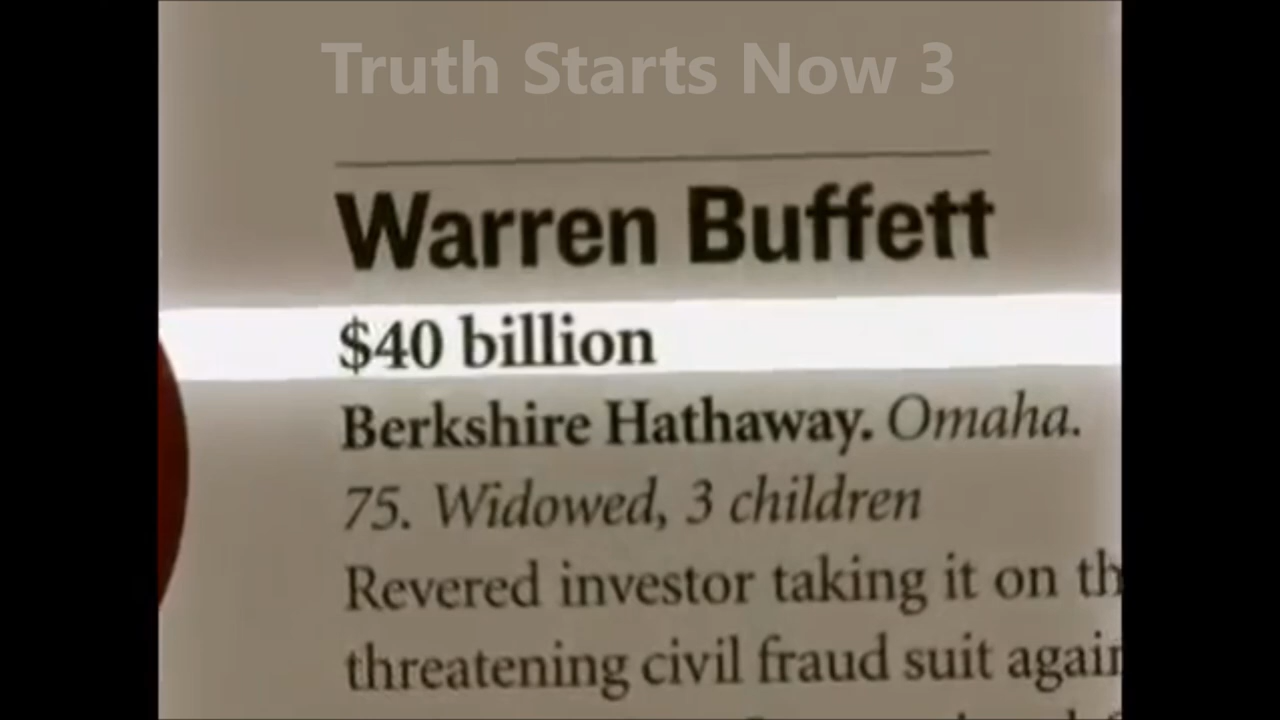 Truth Starts Now 3
Warren Buffett
$40 billion
Berkshire Hathaway. Omaha.
75. Widowed, 3 children
Revered investor taking it on
threatening civil fraud suit